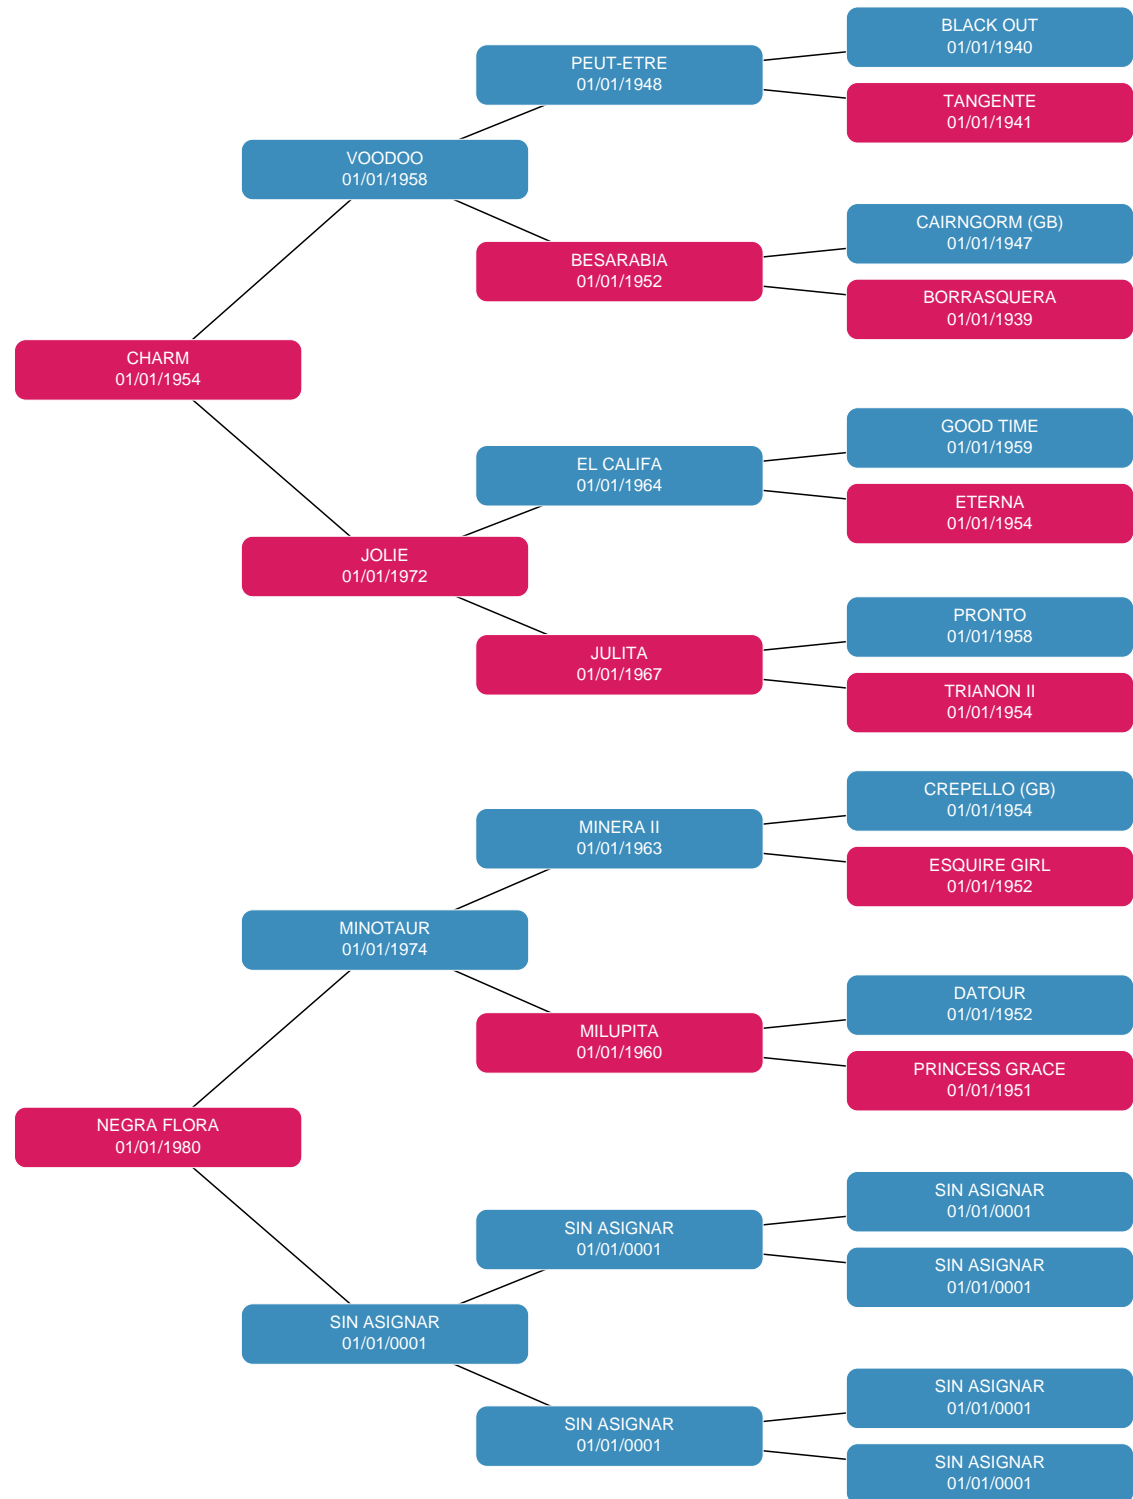 BLACK OUT
01/01/1940
PEUT-ETRE
01/01/1948
TANGENTE
01/01/1941
VOODOO
01/01/1958
CAIRNGORM (GB)
01/01/1947
BESARABIA
01/01/1952
BORRASQUERA
01/01/1939
CHARM
01/01/1954
GOOD TIME
01/01/1959
EL CALIFA
01/01/1964
ETERNA
01/01/1954
JOLIE
01/01/1972
PRONTO
01/01/1958
JULITA
01/01/1967
TRIANON II
01/01/1954
CREPELLO (GB)
01/01/1954
MINERA II
01/01/1963
ESQUIRE GIRL
01/01/1952
MINOTAUR
01/01/1974
DATOUR
01/01/1952
MILUPITA
01/01/1960
PRINCESS GRACE
01/01/1951
NEGRA FLORA
01/01/1980
SIN ASIGNAR
01/01/0001
SIN ASIGNAR
01/01/0001
SIN ASIGNAR
01/01/0001
SIN ASIGNAR
01/01/0001
SIN ASIGNAR
01/01/0001
SIN ASIGNAR
01/01/0001
SIN ASIGNAR
01/01/0001